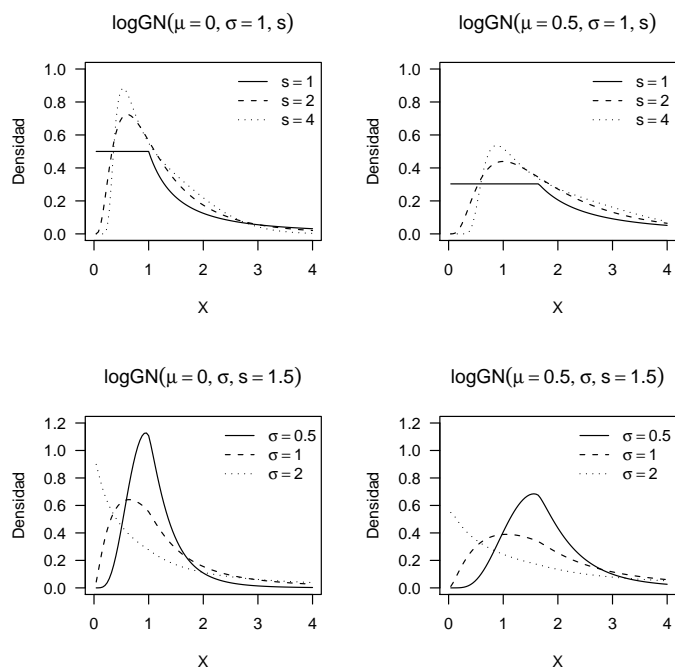 logGN(μ = 0, σ = 1, s)
logGN(μ = 0.5, σ = 1, s)
1.0
0.8
0.6
0.4
0.2
0.0
Densidad
s = 1
s = 2
s = 4
0 1 2 3 4
X
1.0
0.8
0.6
0.4
0.2
0.0
Densidad
s = 1
s = 2
s = 4
0 1 2 3 4
X
logGN(μ = 0, σ, s = 1.5)
logGN(μ = 0.5, σ, s = 1.5)
1.2
1.0
0.8
0.6
0.4
0.2
0.0
Densidad
σ = 0.5
σ = 1
σ = 2
0 1 2 3 4
X
1.2
1.0
0.8
0.6
0.4
0.2
0.0
Densidad
σ = 0.5
σ = 1
σ = 2
0 1 2 3 4
X